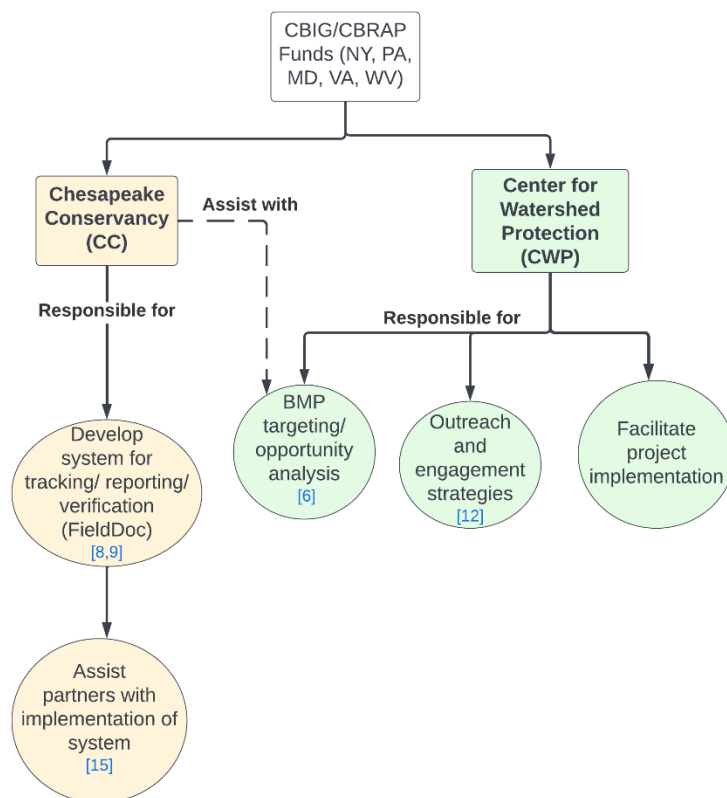 CBIG/CBRAP
Funds (NY, PA,
MD, VA, WV)
Chesapeake
Conservancy
(CC)
Assist with
Center for
Watershed
Protection
(CWP)
Responsible for
Responsible for
Develop
system for
tracking/ reporting/
verification
(FieldDoc)
[8,9]
BMP
targeting/
opportunity
analysis
[6]
Outreach
and
engagement
strategies
[12]
Facilitate
project
implementation
Assist
partners with
implementation of
system
[15]